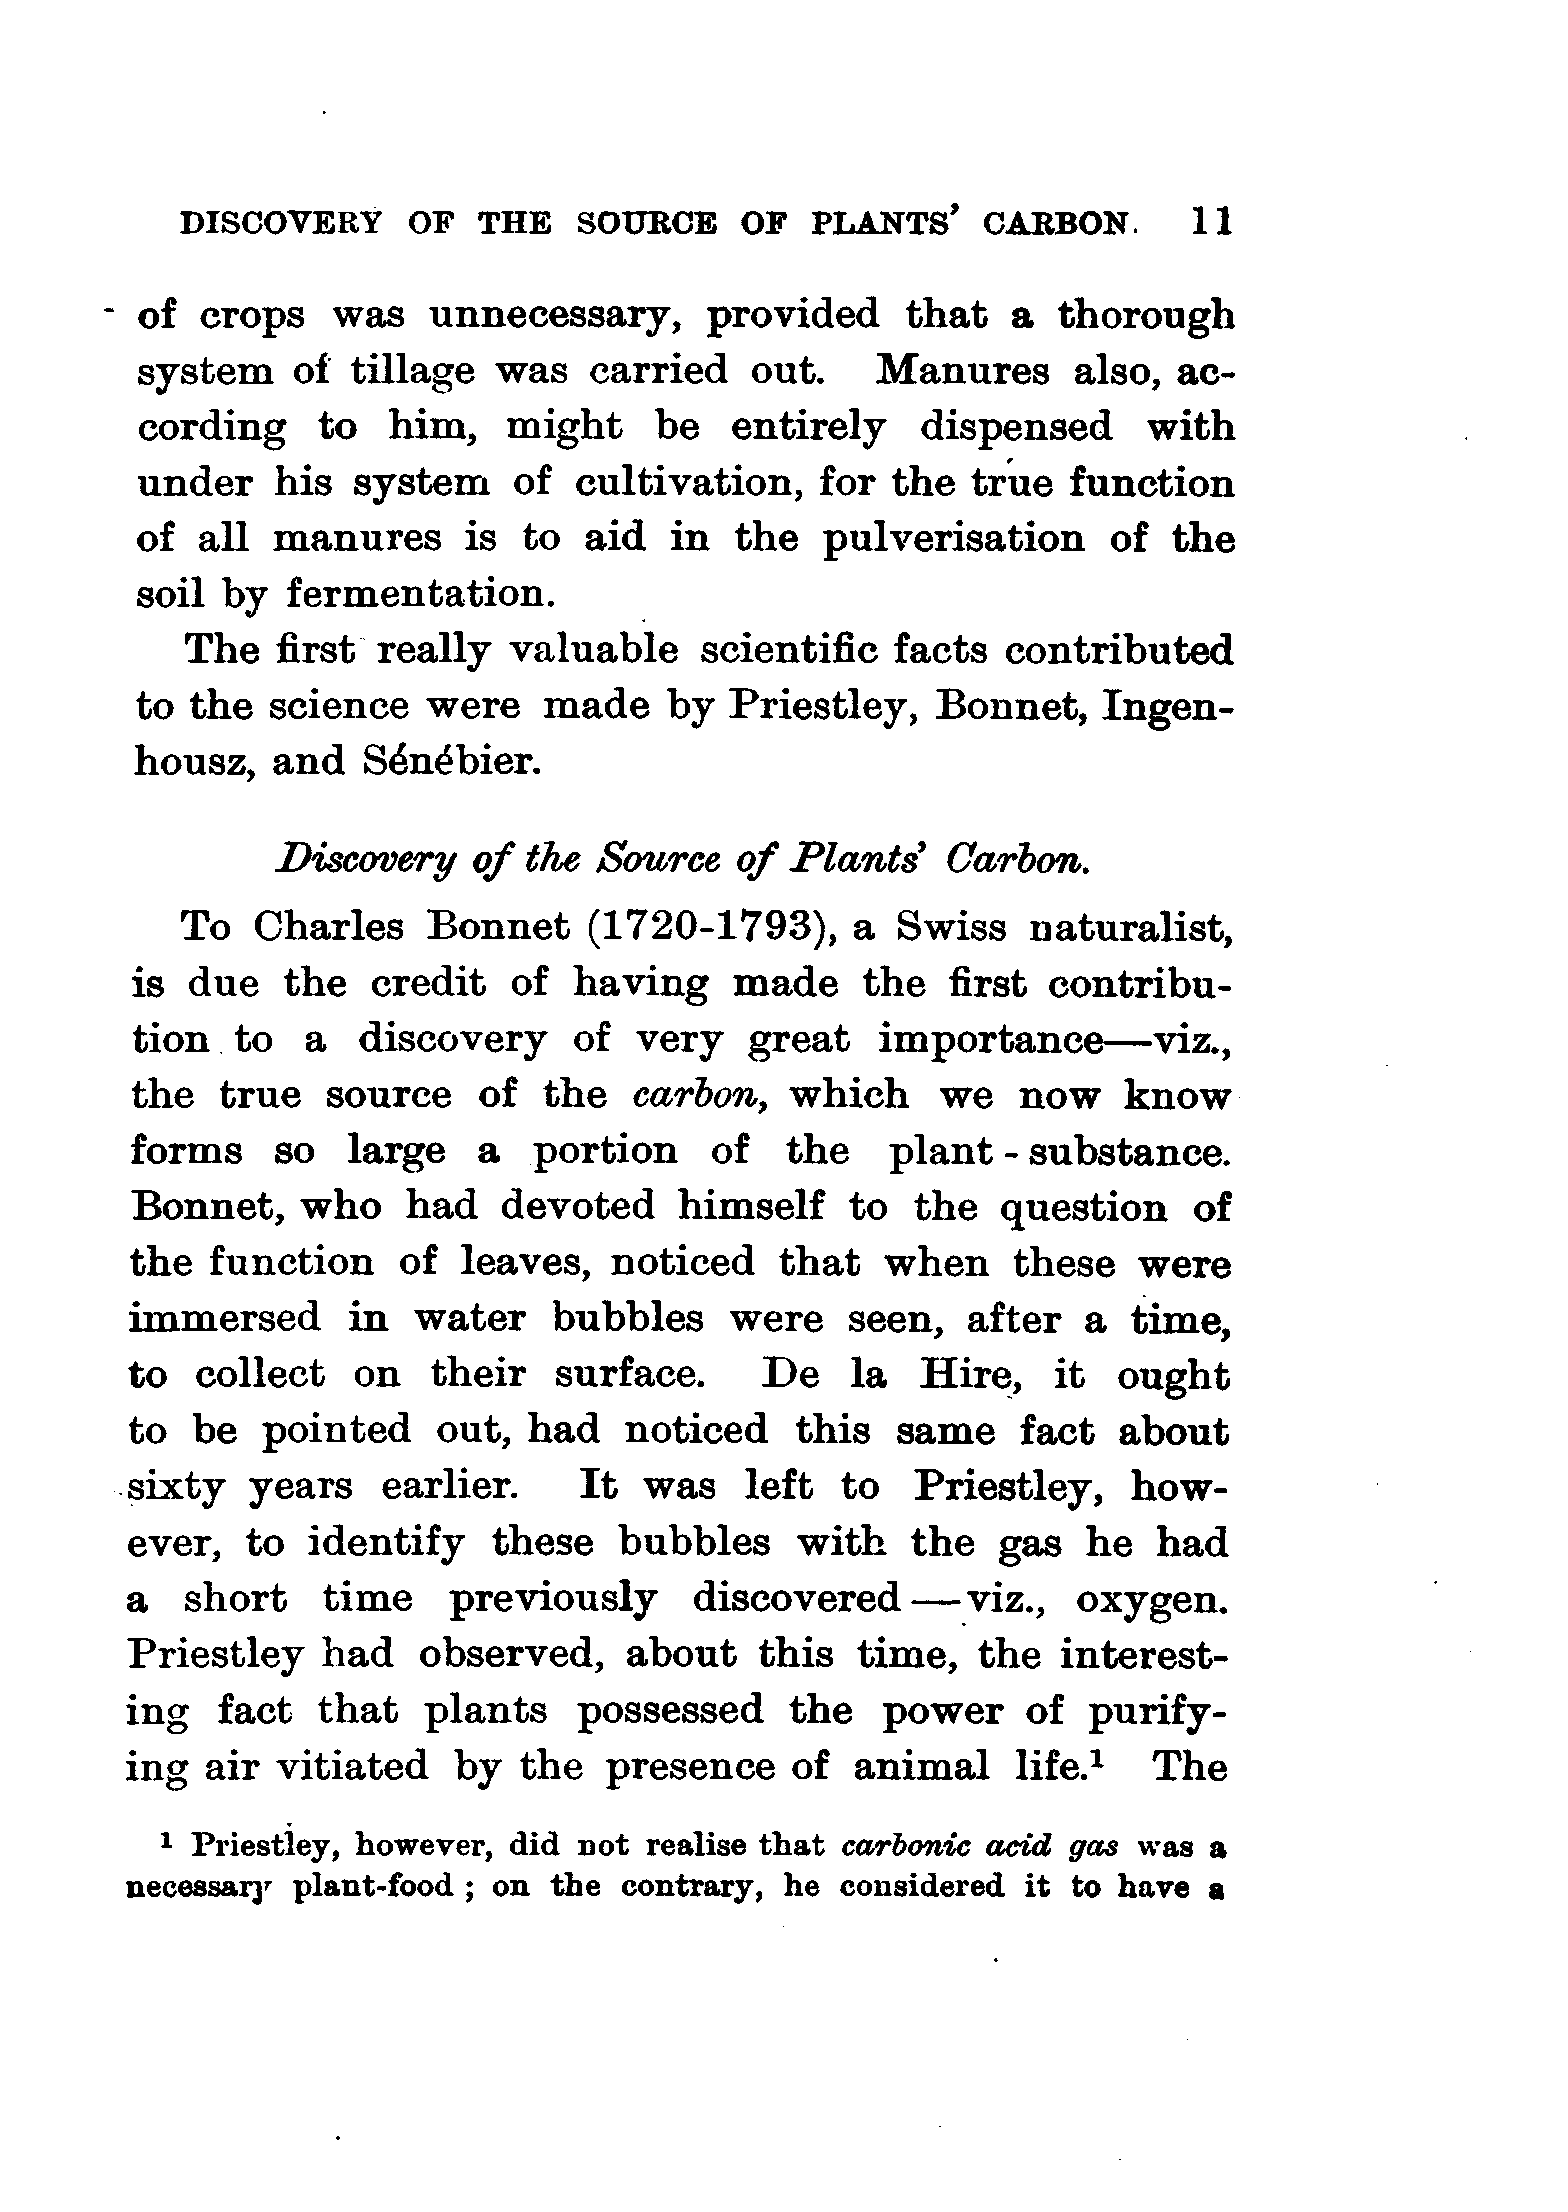 DISCOVERY OF THE SOURCE OF PLANTS' CARBON. 11
of crops was unnecessary, provided that a thorough
system of tillage was carried out. Manures also, ac-
cording to him, might be entirely dispensed with
under his system of cultivation, for the true function
of all manures is to aid in the pulverisation of the
soil by fermentation.
The first really valuable scientific facts contributed
to the science were made by Priestley, Bonnet, Ingen-
housz, and Sénébier.
Discovery of the Source of Plants' Carbon.
To Charles Bonnet (1720-1793), a Swiss naturalist,
is due the credit of having made the first contribu-
tion to a discovery of very great importance—viz.,
the true source of the carbon, which we now know
forms so large a portion of the plant-substance.
Bonnet, who had devoted himself to the question of
the function of leaves, noticed that when these were
immersed in water bubbles were seen, after a time,
to collect on their surface. De la Hire, it ought
to be pointed out, had noticed this same fact about
sixty years earlier. It was left to Priestley, how-
ever, to identify these bubbles with the gas he had
a short time previously discovered—viz., oxygen.
Priestley had observed, about this time, the interest-
ing fact that plants possessed the power of purify-
ing air vitiated by the presence of animal life.¹ The
¹ Priestley, however, did not realise that carbonic acid gas was a
necessary plant-food; on the contrary, he considered it to have a